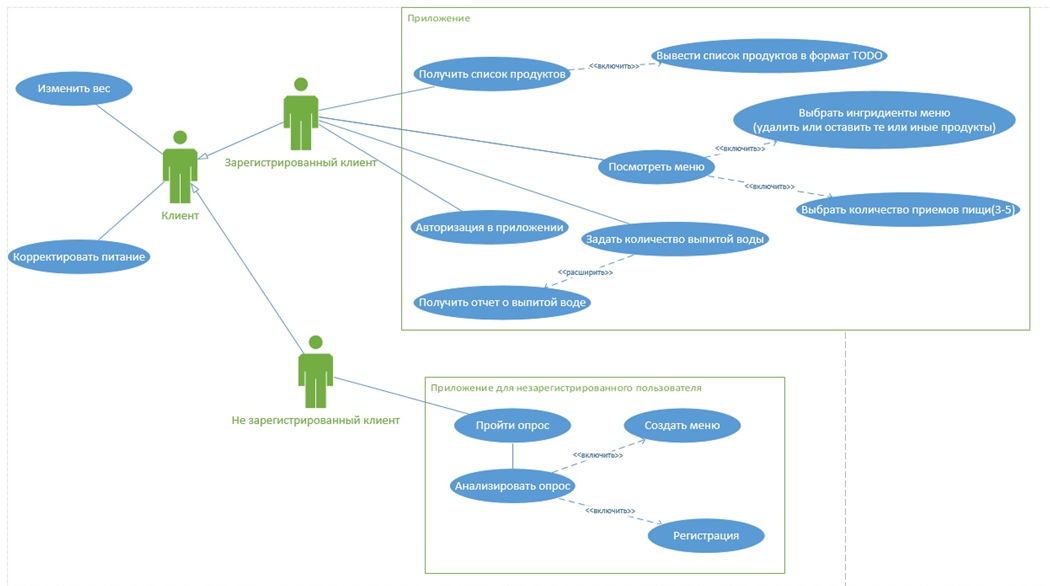 Приложение
Вывести список продуктов в формат TODO
<<включить>>
Получить список продуктов
Изменить вес
Выбрать ингридиенты меню
(удалить или оставить те или иные продукты)
<<включить>>
Зарегистрированный клиент
Посмотреть меню
<<включить>>
Клиент
Выбрать количество приемов пищи(3-5)
Авторизация в приложении
Задать количество выпитой воды
Корректировать питание
<<расширить>>
Получить отчет о выпитой воде
Приложение для незарегистрированного пользователя
Не зарегистрированный клиент
Пройти опрос
Создать меню
<<включить>>
Анализировать опрос
<<включить>>
Регистрация